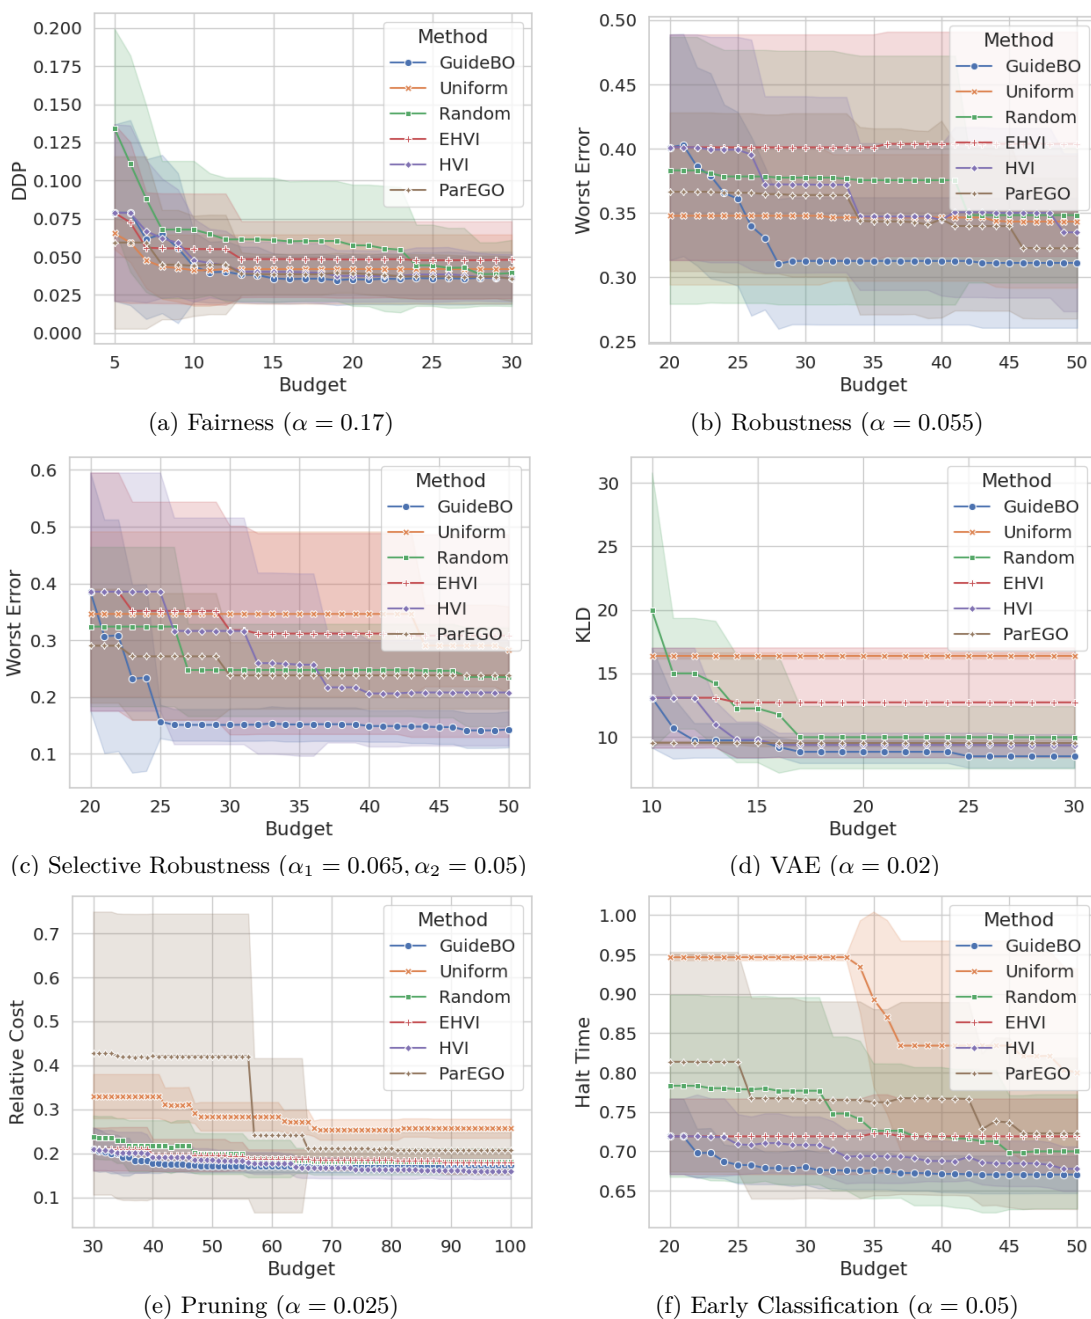 0.200
0.175
0.150
0.125
0.100
0.075
0.050
0.025
0.000
DDP
5 10 15 20 25 30
Budget
Method
GuideBO
Uniform
Random
EHVI
HVI
ParEGO
(a) Fairness (α = 0.17)
0.50
0.45
0.40
0.35
0.30
0.25
Worst Error
20 25 30 35 40 45 50
Budget
Method
GuideBO
Uniform
Random
EHVI
HVI
ParEGO
(b) Robustness (α = 0.055)
0.6
0.5
0.4
0.3
0.2
0.1
Worst Error
20 25 30 35 40 45 50
Budget
Method
GuideBO
Uniform
Random
EHVI
HVI
ParEGO
(c) Selective Robustness (α₁ = 0.065, α₂ = 0.05)
30
25
20
15
10
KLD
10 15 20 25 30
Budget
Method
GuideBO
Uniform
Random
EHVI
HVI
ParEGO
(d) VAE (α = 0.02)
0.7
0.6
0.5
0.4
0.3
0.2
0.1
Relative Cost
30 40 50 60 70 80 90 100
Budget
Method
GuideBO
Uniform
Random
EHVI
HVI
ParEGO
(e) Pruning (α = 0.025)
1.00
0.95
0.90
0.85
0.80
0.75
0.70
0.65
Halt Time
20 25 30 35 40 45 50
Budget
Method
GuideBO
Uniform
Random
EHVI
HVI
ParEGO
(f) Early Classification (α = 0.05)